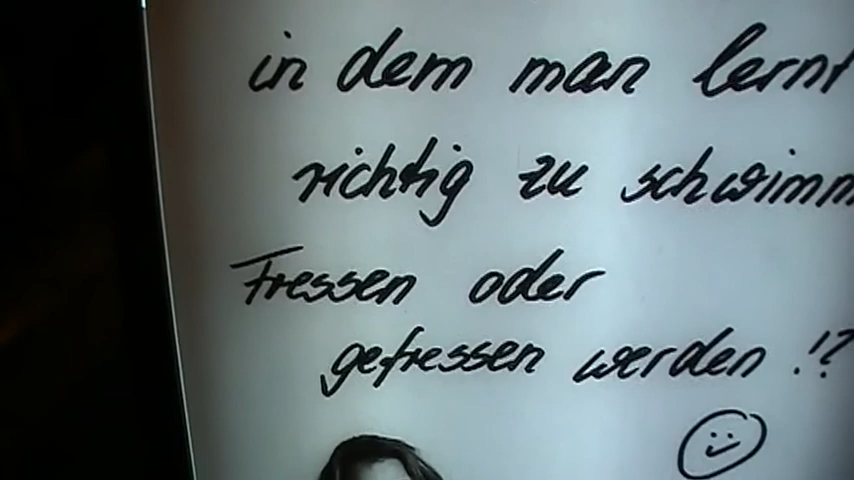 in dem man lernt
richtig zu schwimm
Fressen oder
gefressen werden !?